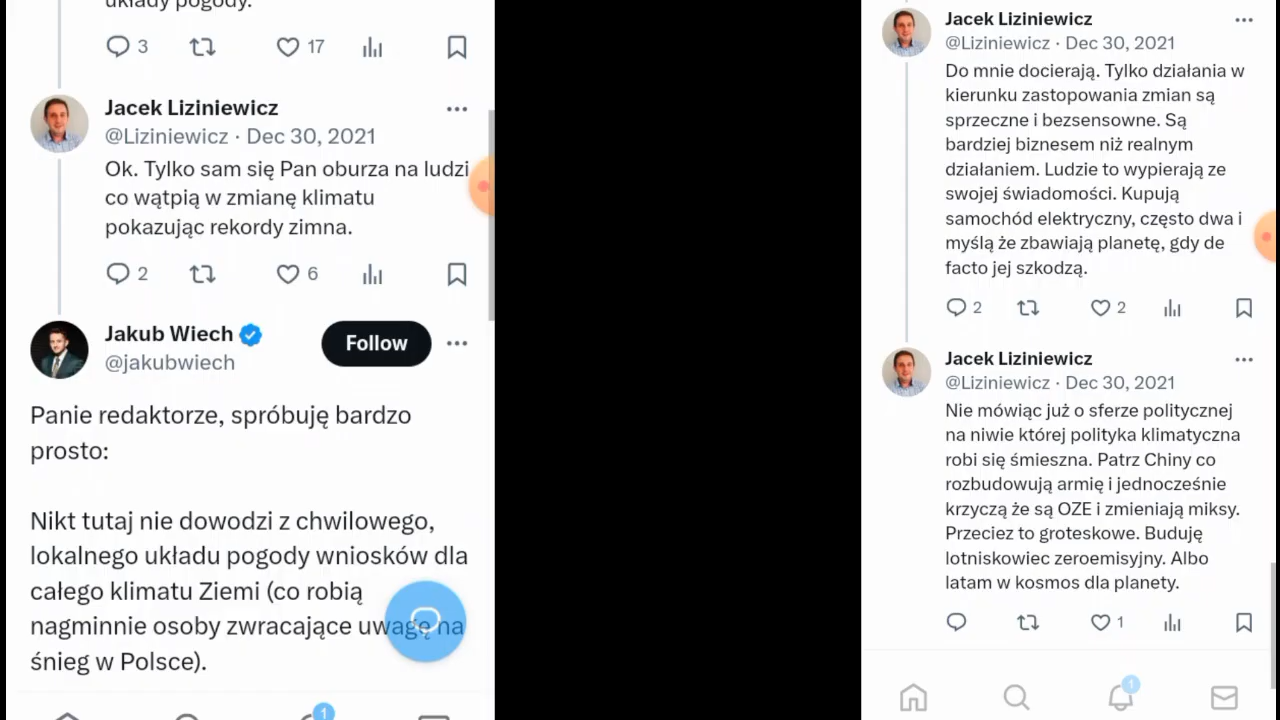 układy pogody.
3 17
Jacek Liziniewicz
@Liziniewicz · Dec 30, 2021
Ok. Tylko sam się Pan oburza na ludzi
co wątpią w zmianę klimatu
pokazując rekordy zimna.
2 6
Jakub Wiech
@jakubwiech
Follow
Panie redaktorze, spróbuję bardzo
prosto:
Nikt tutaj nie dowodzi z chwilowego,
lokalnego układu pogody wniosków dla
całego klimatu Ziemi (co robią
nagminnie osoby zwracające uwagę na
śnieg w Polsce).
1
Jacek Liziniewicz
@Liziniewicz · Dec 30, 2021
Do mnie docierają. Tylko działania w
kierunku zastopowania zmian są
sprzeczne i bezsensowne. Są
bardziej biznesem niż realnym
działaniem. Ludzie to wypierają ze
swojej świadomości. Kupują
samochód elektryczny, często dwa i
myślą że zbawiają planetę, gdy de
facto jej szkodzą.
2 2
Jacek Liziniewicz
@Liziniewicz · Dec 30, 2021
Nie mówiąc już o sferze politycznej
na niwie której polityka klimatyczna
robi się śmieszna. Patrz Chiny co
rozbudowują armię i jednocześnie
krzyczą że są OZE i zmieniają miksy.
Przeciez to groteskowe. Buduję
lotniskowiec zeroemisyjny. Albo
latam w kosmos dla planety.
1
1